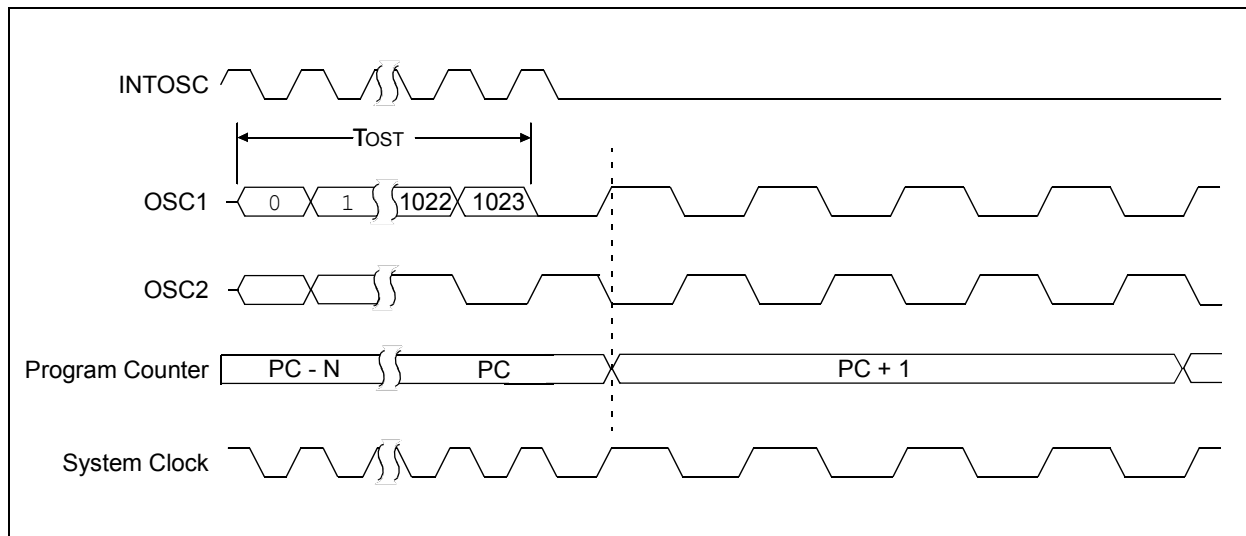 INTOSC
TOST
OSC1 0 1 1022 1023
OSC2
Program Counter PC - N PC PC + 1
System Clock